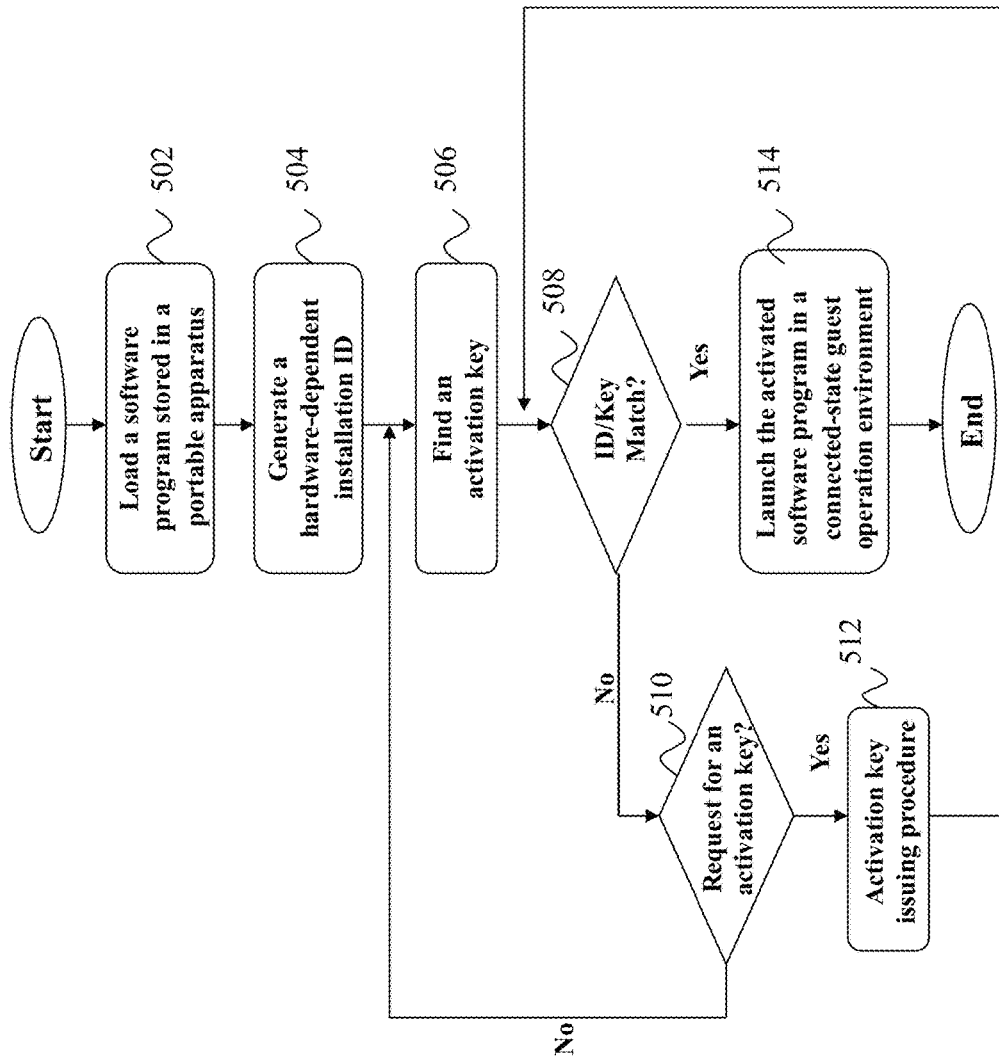 Start
Load a software
program stored in a
portable apparatus
502
Generate a
hardware-dependent
installation ID
504
Find an
activation key
506
ID/Key
Match?
508
Yes
No
Launch the activated
software program in a
connected-state guest
operation environment
514
End
Request for an
activation key?
510
Yes
No
Activation key
issuing procedure
512